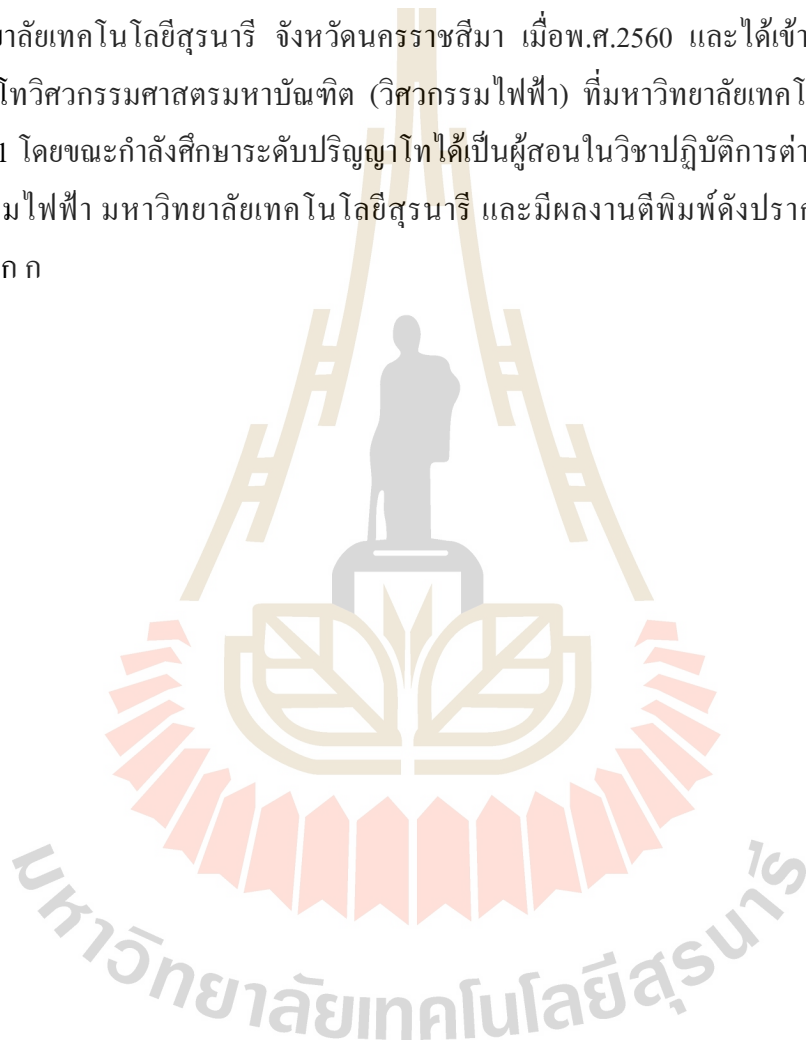 ยาลัยเทคโนโลยีสุรนารี จังหวัดนครราชสีมา เมื่อพ.ศ.2560 และได้เข้า
โทวิศวกรรมศาสตรมหาบัณฑิต (วิศวกรรมไฟฟ้า) ที่มหาวิทยาลัยเทคโ
1 โดยขณะกำลังศึกษาระดับปริญญาโทได้เป็นผู้สอนในวิชาปฏิบัติการต่า
มไฟฟ้า มหาวิทยาลัยเทคโนโลยีสุรนารี และมีผลงานตีพิมพ์ดังปราก
ก ก
มหาวิทยาลัยเทคโนโลยีสุรนารี